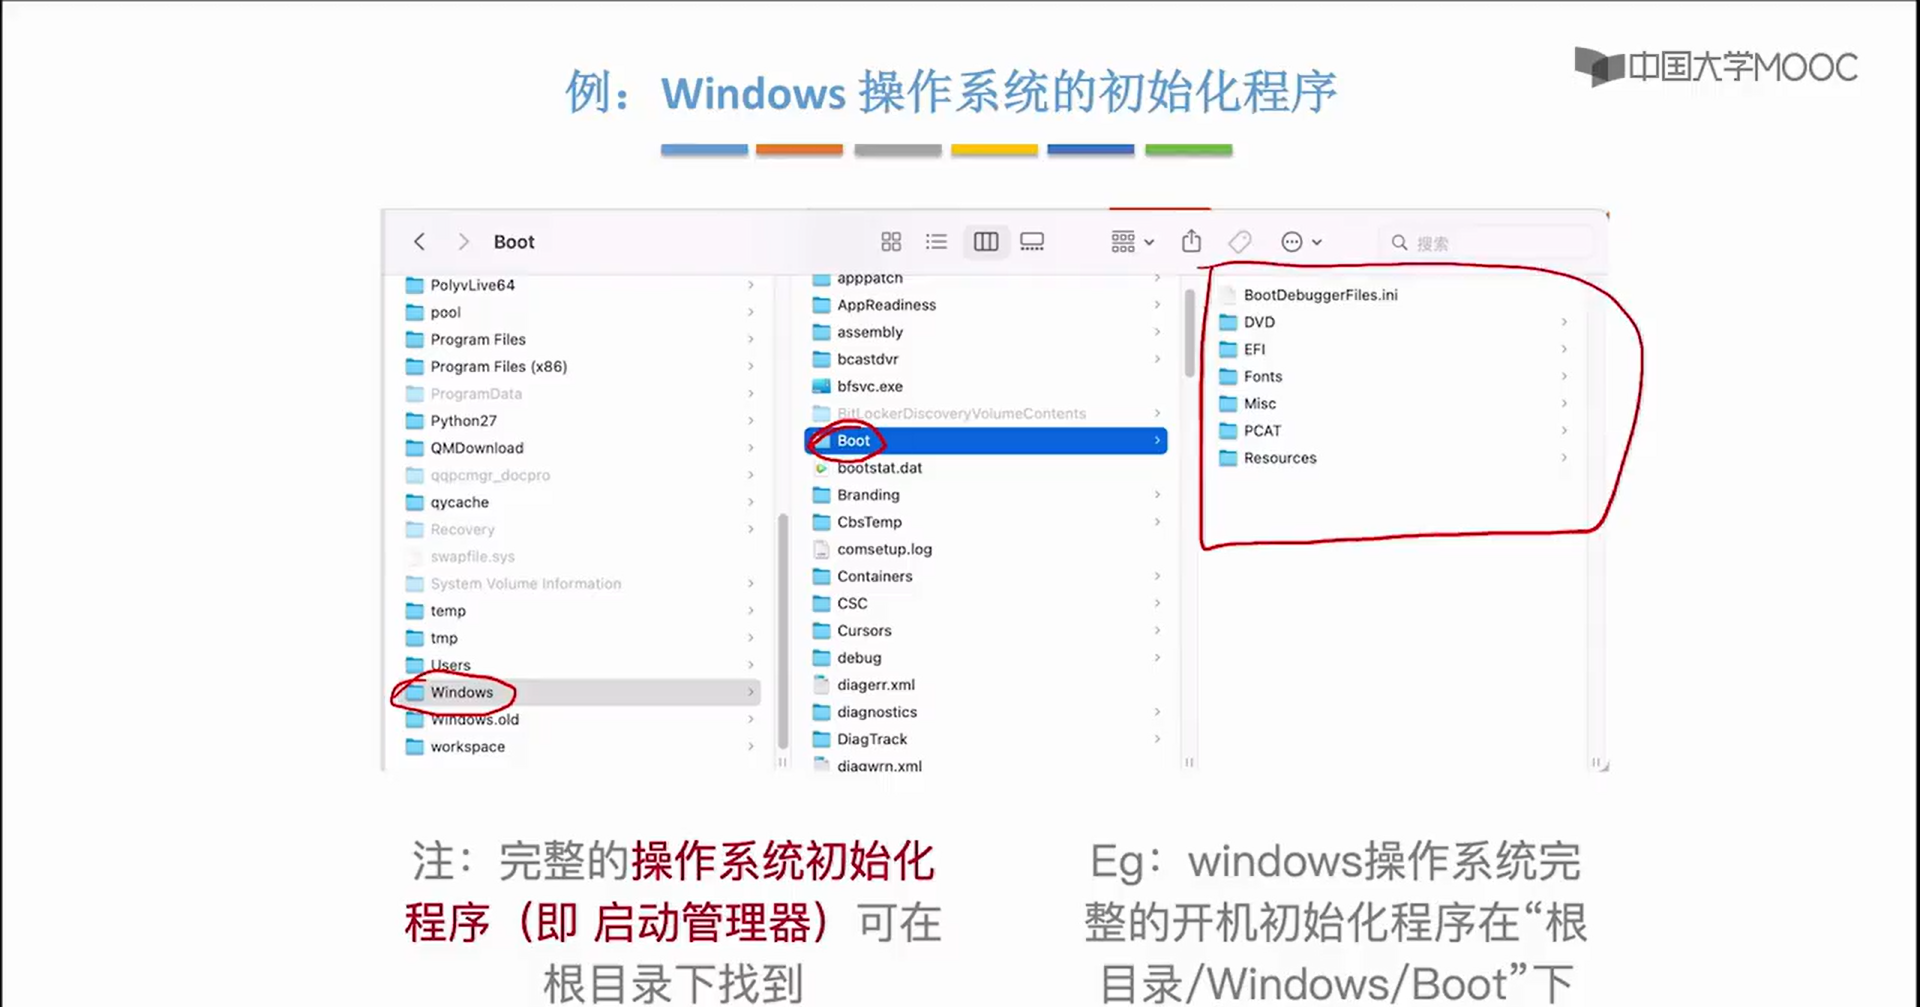 中国大学MOOC
例：Windows 操作系统的初始化程序
Boot
搜索
PolyvLive64
pool
Program Files
Program Files (x86)
ProgramData
Python27
QMDownload
qqpcmgr_docpro
qycache
Recovery
swapfile.sys
System Volume Information
temp
tmp
Users
Windows
Windows.old
workspace
apppatch
AppReadiness
assembly
bcastdvr
bfsvc.exe
BitLockerDiscoveryVolumeContents
Boot
bootstat.dat
Branding
CbsTemp
comsetup.log
Containers
CSC
Cursors
debug
diagerr.xml
diagnostics
DiagTrack
diagwrn.xml
BootDebuggerFiles.ini
DVD
EFI
Fonts
Misc
PCAT
Resources
注：完整的操作系统初始化
程序（即 启动管理器）可在
根目录下找到
Eg：windows操作系统完
整的开机初始化程序在“根
目录/Windows/Boot”下